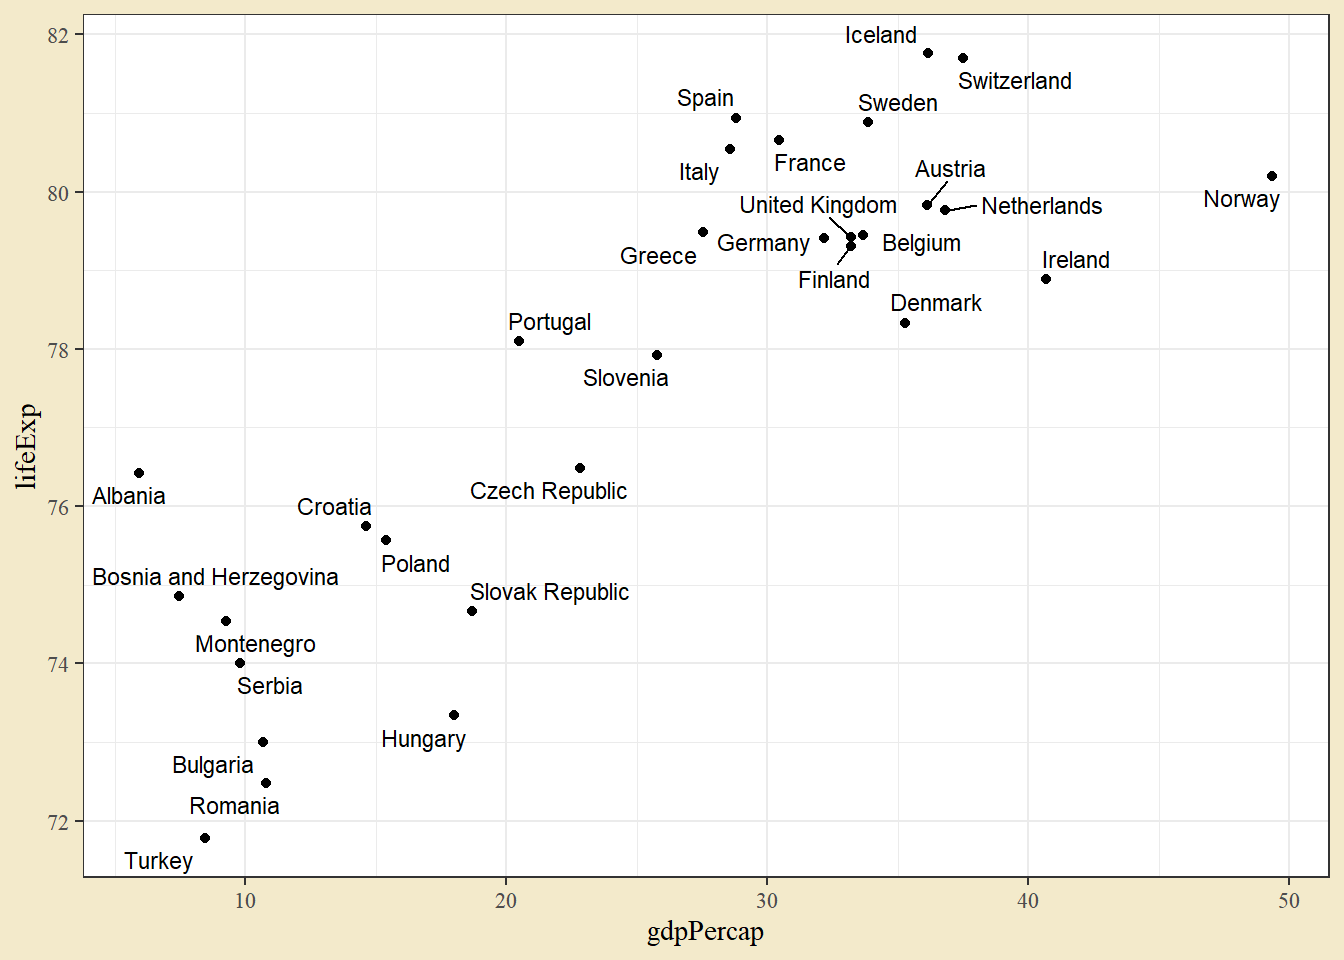 82
80
78
76
74
72
lifeExp
Iceland
Switzerland
Spain
Sweden
Italy
France
Austria
Norway
United Kingdom
Netherlands
Greece
Germany
Belgium
Ireland
Finland
Denmark
Portugal
Slovenia
Albania
Czech Republic
Croatia
Poland
Bosnia and Herzegovina
Slovak Republic
Montenegro
Serbia
Hungary
Bulgaria
Romania
Turkey
10
20
30
40
50
gdpPercap